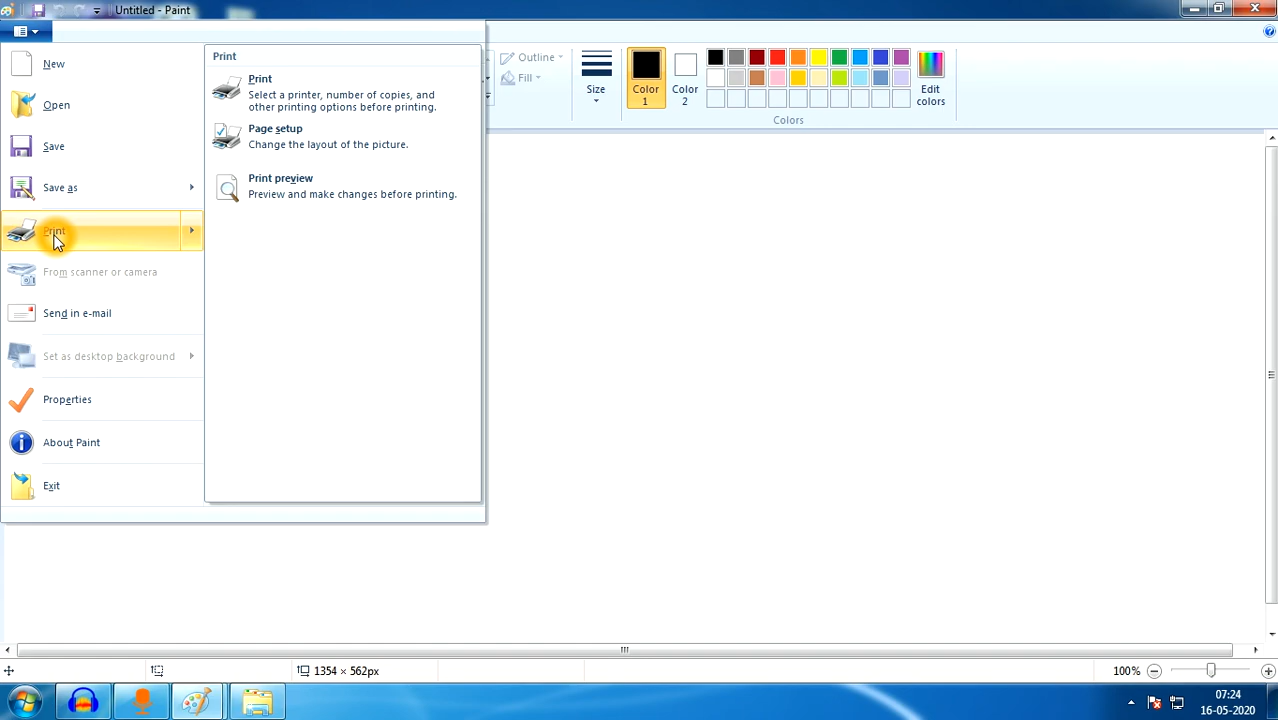 Untitled - Paint
New
Open
Save
Save as
Print
From scanner or camera
Send in e-mail
Set as desktop background
Properties
About Paint
Exit
Print
Print
Select a printer, number of copies, and
other printing options before printing.
Page setup
Change the layout of the picture.
Print preview
Preview and make changes before printing.
Outline
Fill
Size
Color
1
Color
2
Edit
colors
Colors
1354 × 562px
100%
07:24
16-05-2020